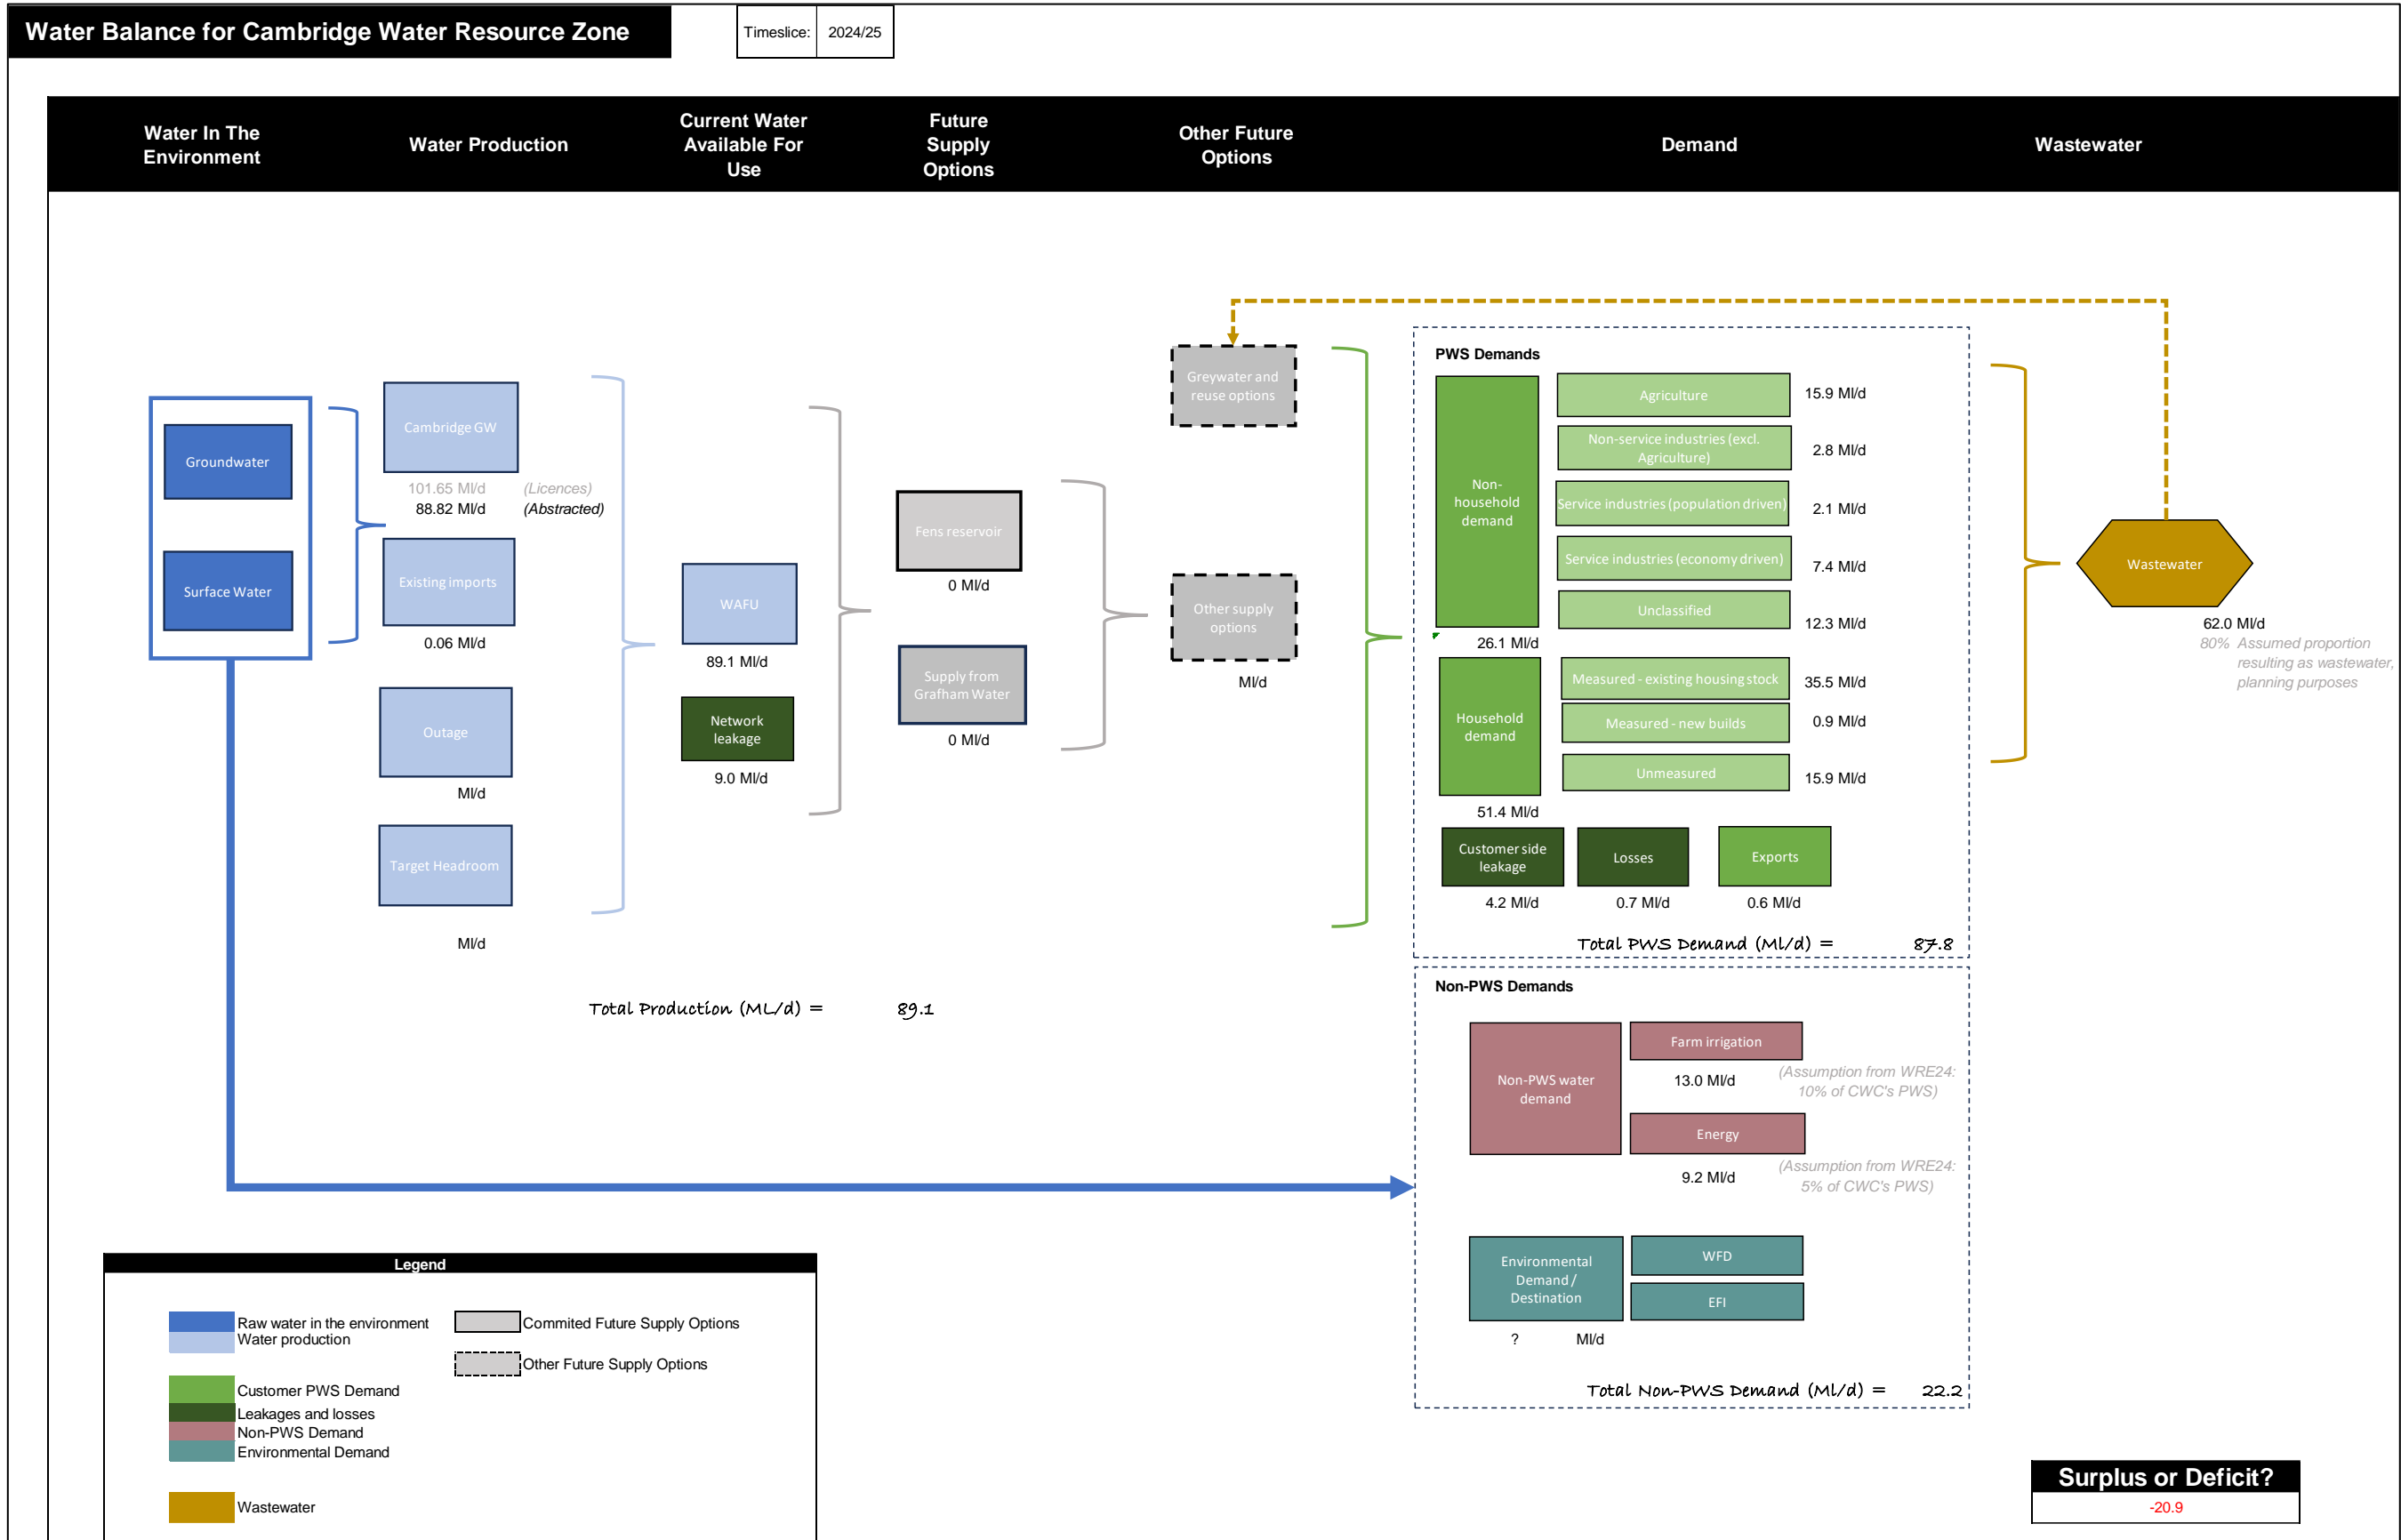 Water Balance for Cambridge Water Resource Zone
Timeslice: 2024/25
Water In The
Environment
Water Production
Current Water
Available For
Use
Future
Supply
Options
Other Future
Options
Demand
Wastewater
Groundwater
Surface Water
Cambridge GW
101.65 Ml/d (Licences)
88.82 Ml/d (Abstracted)
Existing imports
0.06 Ml/d
Outage
Ml/d
Target Headroom
Ml/d
WAFU
89.1 Ml/d
Network
leakage
9.0 Ml/d
Total Production (ML/d) = 89.1
Fens reservoir
0 Ml/d
Supply from
Grafham Water
0 Ml/d
Greywater and
reuse options
Other supply
options
Ml/d
PWS Demands
Non-
household
demand
26.1 Ml/d
Agriculture 15.9 Ml/d
Non-service industries (excl.
Agriculture) 2.8 Ml/d
Service industries (population driven) 2.1 Ml/d
Service industries (economy driven) 7.4 Ml/d
Unclassified 12.3 Ml/d
Household
demand
51.4 Ml/d
Measured - existing housing stock 35.5 Ml/d
Measured - new builds 0.9 Ml/d
Unmeasured 15.9 Ml/d
Customer side
leakage
4.2 Ml/d
Losses
0.7 Ml/d
Exports
0.6 Ml/d
Total PWS Demand (Ml/d) = 87.8
Non-PWS Demands
Non-PWS water
demand
Farm irrigation
13.0 Ml/d
(Assumption from WRE24:
10% of CWC's PWS)
Energy
9.2 Ml/d
(Assumption from WRE24:
5% of CWC's PWS)
Environmental
Demand /
Destination
? Ml/d
WFD
EFI
Total Non-PWS Demand (Ml/d) = 22.2
Wastewater
62.0 Ml/d
80% Assumed proportion
resulting as wastewater,
planning purposes
Legend
Raw water in the environment
Water production
Customer PWS Demand
Leakages and losses
Non-PWS Demand
Environmental Demand
Wastewater
Commited Future Supply Options
Other Future Supply Options
Surplus or Deficit?
-20.9